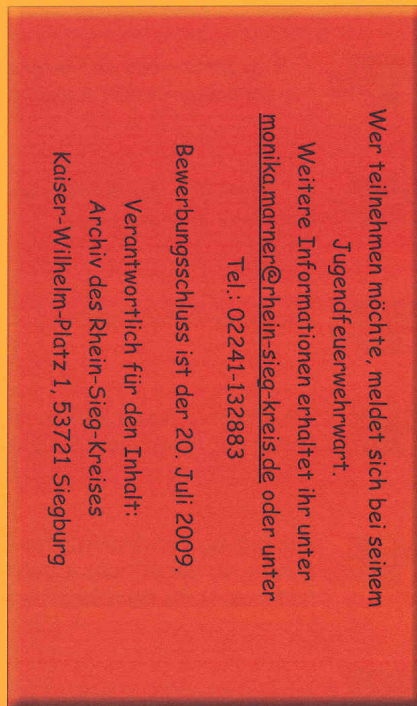 Wer teilnehmen möchte, meldet sich bei seinem
Jugendfeuerwehrwart.
Weitere Informationen erhaltet ihr unter
monika.marner@rhein-sieg-kreis.de oder unter
Tel.: 02241-132883
Bewerbungsschluss ist der 20. Juli 2009.
Verantwortlich für den Inhalt:
Archiv des Rhein-Sieg-Kreises
Kaiser-Wilhelm-Platz 1, 53721 Siegburg